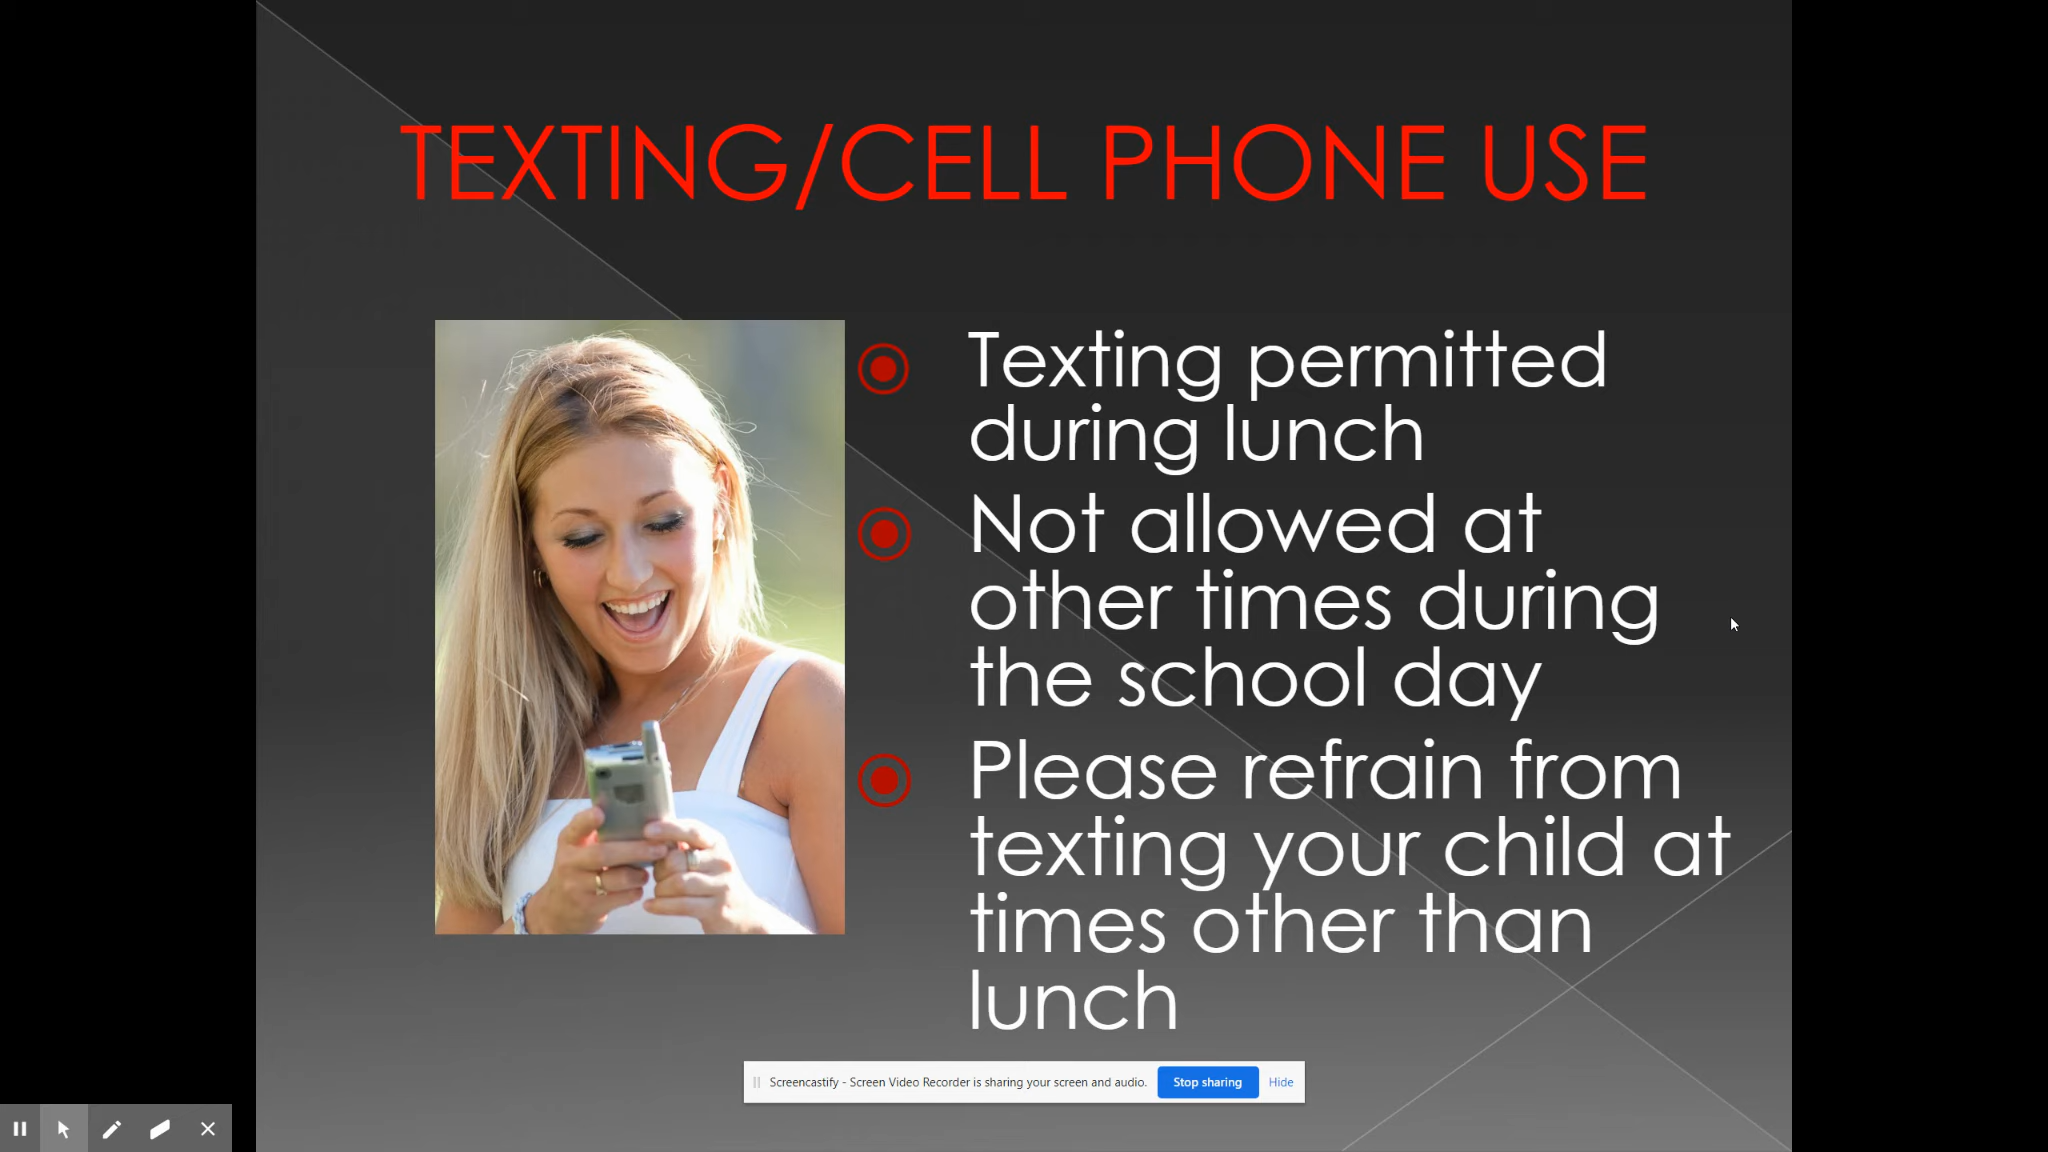 TEXTING/CELL PHONE USE
Texting permitted
during lunch
Not allowed at
other times during
the school day
Please refrain from
texting your child at
times other than
lunch
Screencastify - Screen Video Recorder is sharing your screen and audio. Stop sharing Hide